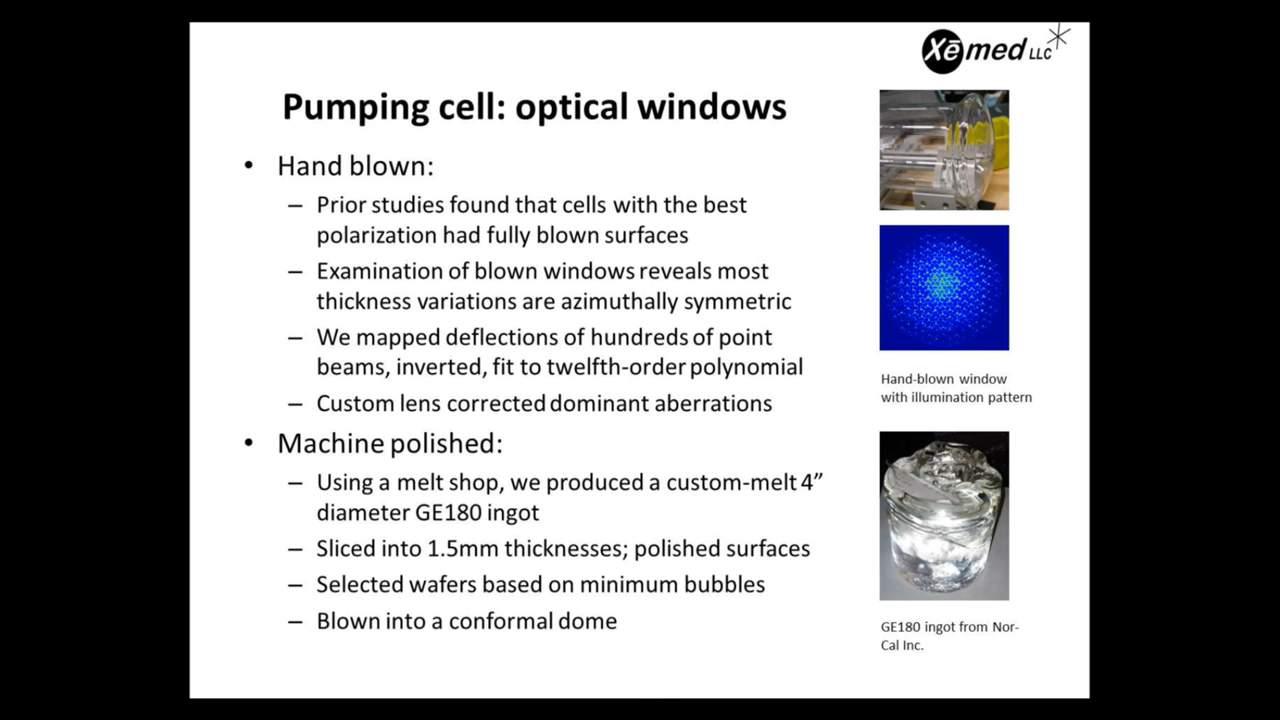 Xēmed LLC
Pumping cell: optical windows
• Hand blown:
– Prior studies found that cells with the best
polarization had fully blown surfaces
– Examination of blown windows reveals most
thickness variations are azimuthally symmetric
– We mapped deflections of hundreds of point
beams, inverted, fit to twelfth-order polynomial
– Custom lens corrected dominant aberrations
• Machine polished:
– Using a melt shop, we produced a custom-melt 4”
diameter GE180 ingot
– Sliced into 1.5mm thicknesses; polished surfaces
– Selected wafers based on minimum bubbles
– Blown into a conformal dome
Hand-blown window
with illumination pattern
GE180 ingot from Nor-
Cal Inc.